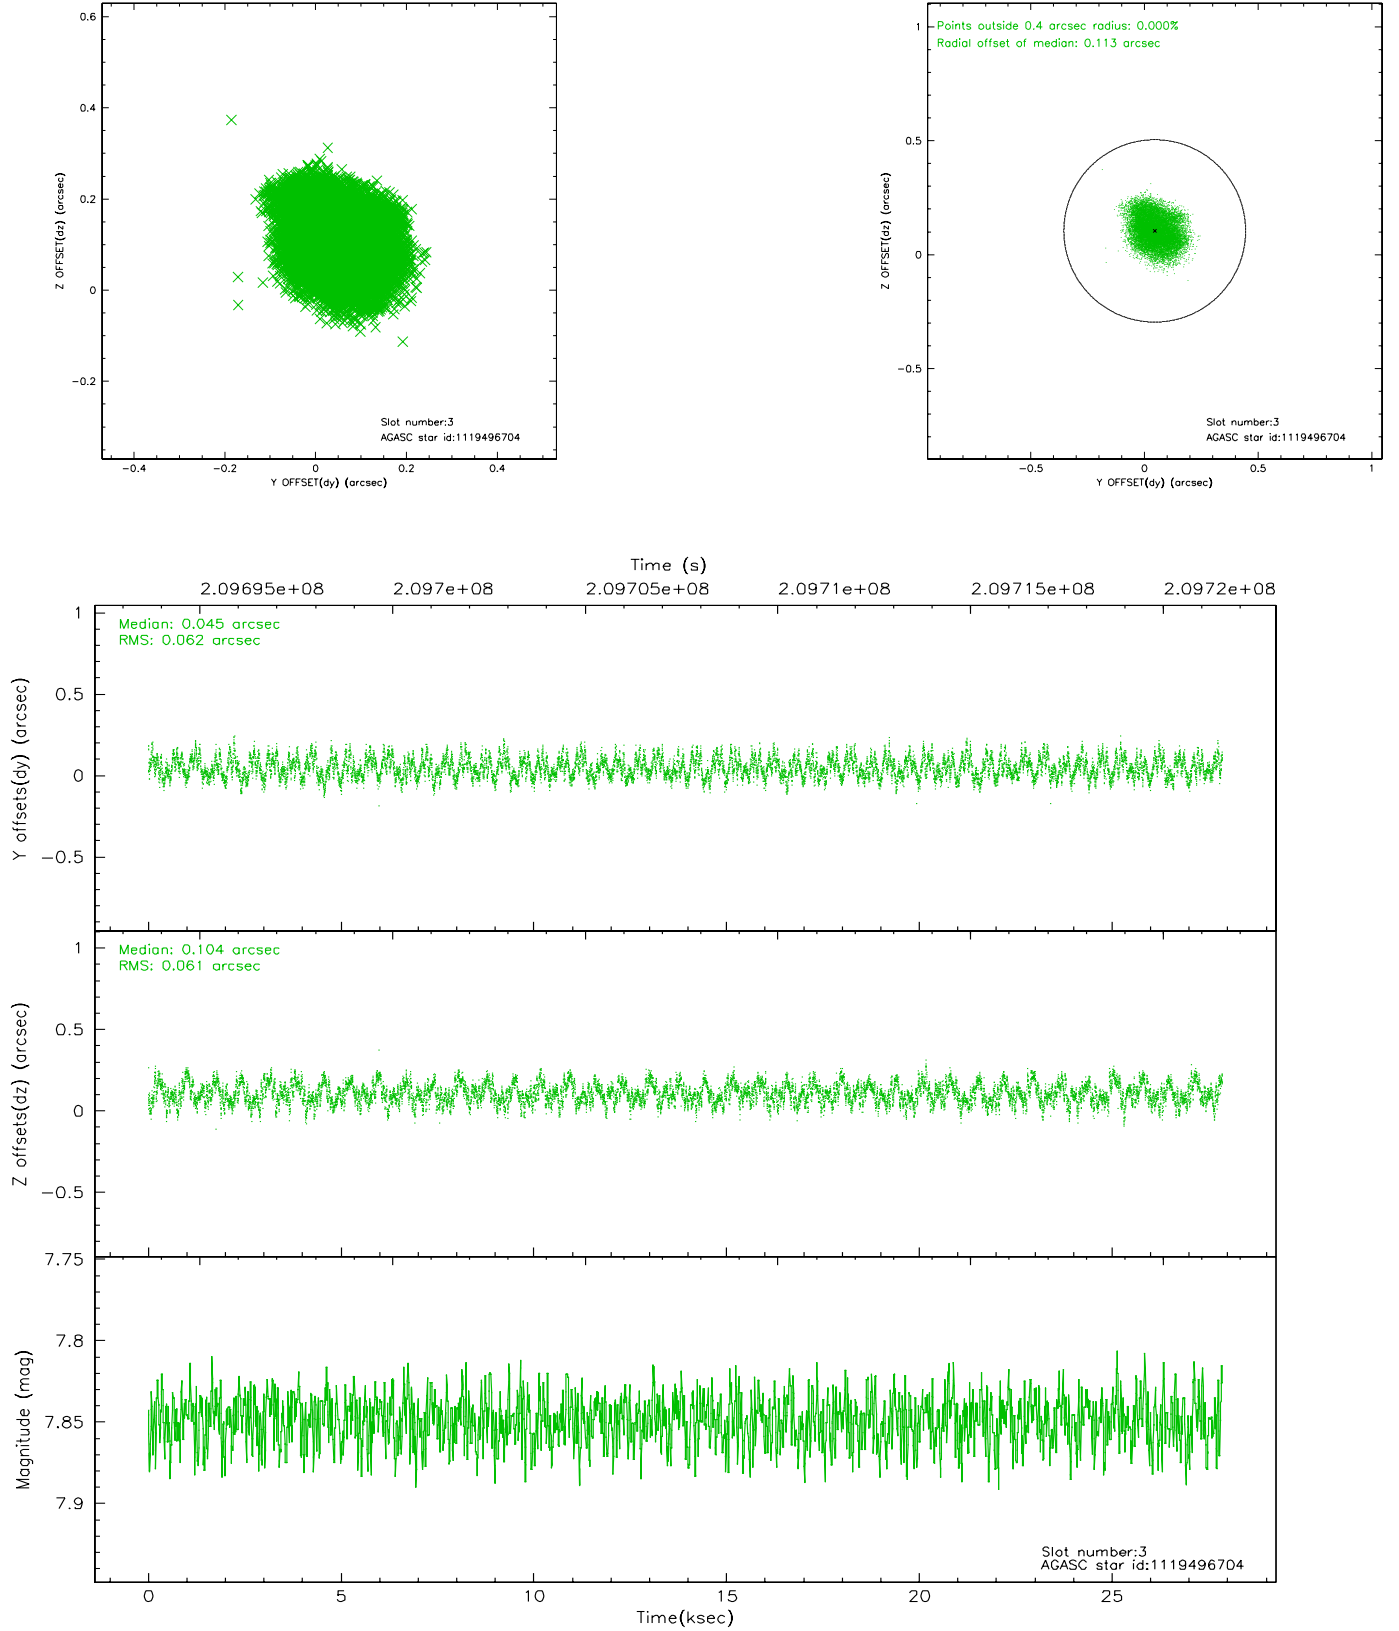 0.6
0.4
0.2
0
−0.2
Z OFFSET(dz) (arcsec)
Slot number:3
AGASC star id:1119496704
−0.4 −0.2 0 0.2 0.4
Y OFFSET(dy) (arcsec)
Points outside 0.4 arcsec radius: 0.000%
Radial offset of median: 0.113 arcsec
1
0.5
0
−0.5
Z OFFSET(dz) (arcsec)
Slot number:3
AGASC star id:1119496704
−0.5 0 0.5 1
Y OFFSET(dy) (arcsec)
Time (s)
2.09695e+08 2.097e+08 2.09705e+08 2.0971e+08 2.09715e+08 2.0972e+08
Median: 0.045 arcsec
RMS: 0.062 arcsec
1
0.5
0
−0.5
Y offsets(dy) (arcsec)
Median: 0.104 arcsec
RMS: 0.061 arcsec
1
0.5
0
−0.5
Z offsets(dz) (arcsec)
7.75
7.8
7.85
7.9
Magnitude (mag)
Slot number:3
AGASC star id:1119496704
0 5 10 15 20 25
Time(ksec)